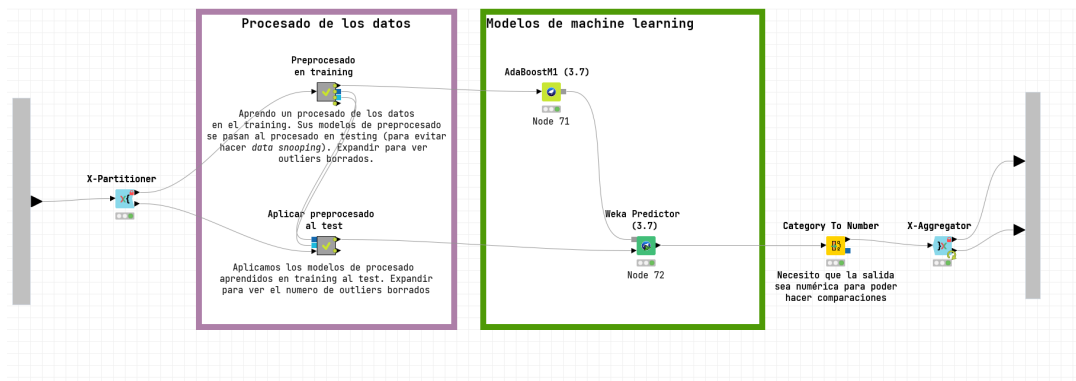 Procesado de los datos
Modelos de machine learning
Preprocesado
en training
Aprendo un procesado de los datos
en el training. Sus modelos de preprocesado
se pasan al procesado en testing (para evitar
hacer data snooping). Expandir para ver
outliers borrados.
AdaBoostM1 (3.7)
Node 71
X-Partitioner
Aplicar preprocesado
al test
Aplicamos los modelos de procesado
aprendidos en training al test. Expandir
para ver el numero de outliers borrados
Weka Predictor
(3.7)
Node 72
Category To Number
Necesito que la salida
sea numérica para poder
hacer comparaciones
X-Aggregator